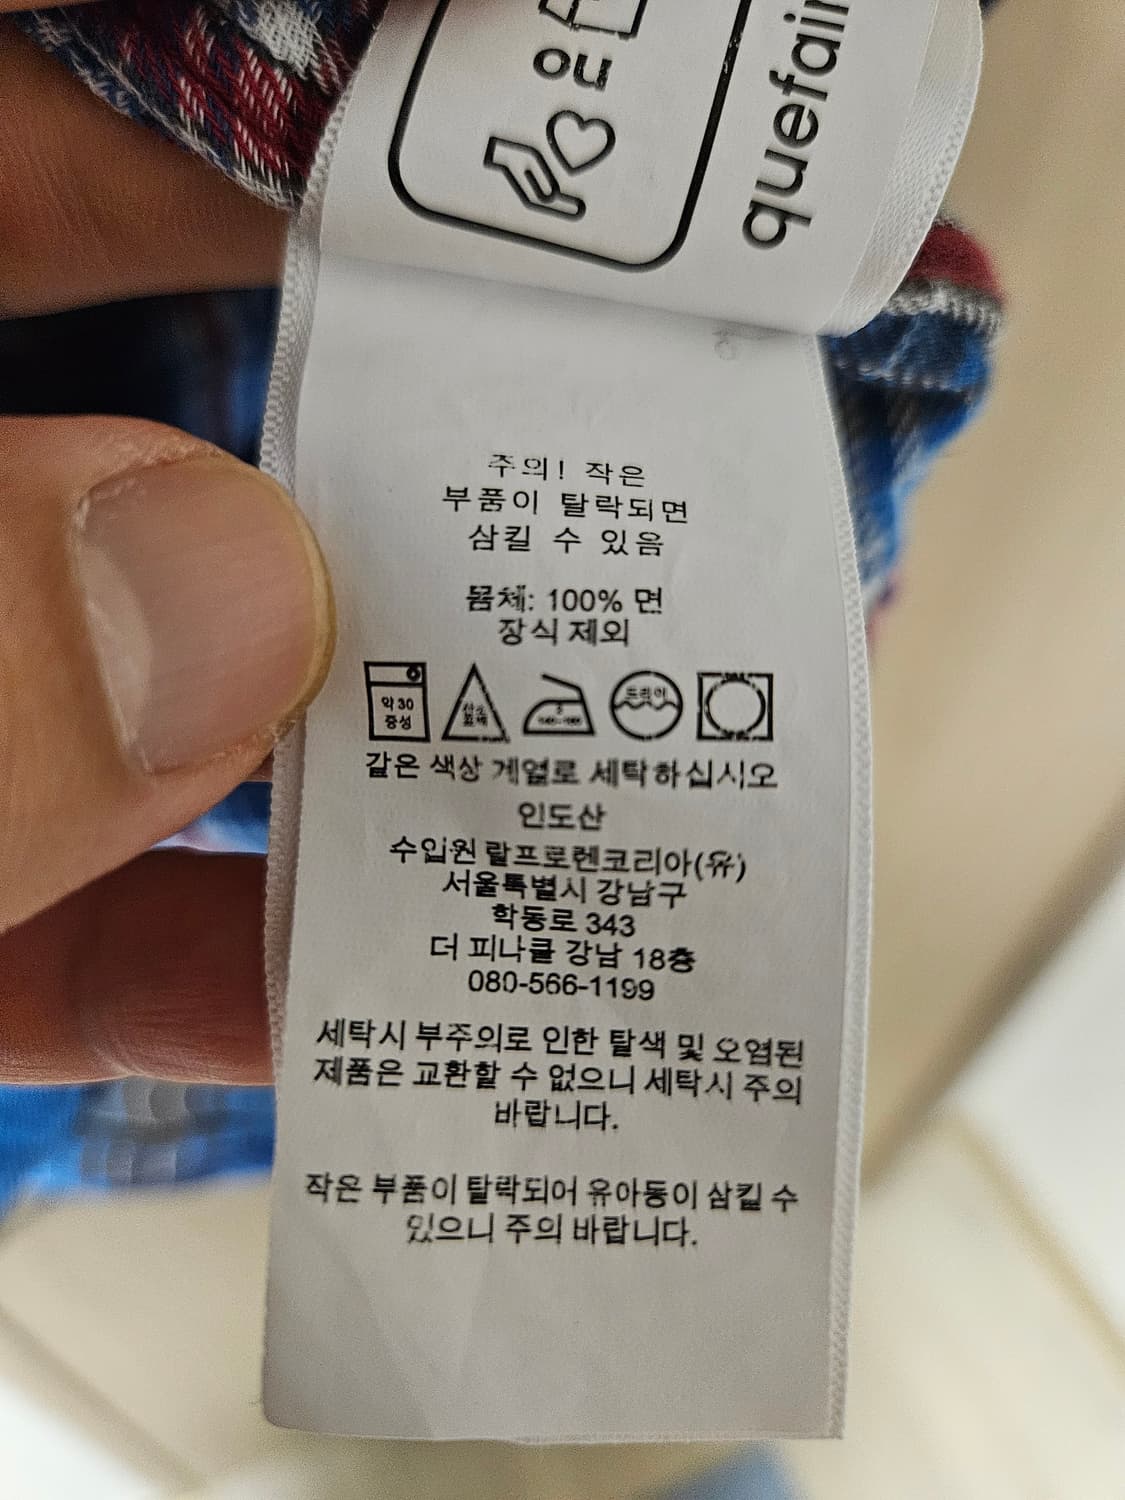 OU
quefair
주의! 작은
부품이 탈락되면
삼킬 수 있음
몸체: 100% 면
장식 제외
약 30
중성
산소
표백
드라이
갈은 색상 계열로 세탁하십시오
인도산
수입원 랄프로렌코리아(유)
서울특별시 강남구
학동로 343
더 피나클 강남 18층
080-566-1199
세탁시 부주의로 인한 탈색 및 오염된
제품은 교환할 수 없으니 세탁시 주의
바랍니다.
작은 부품이 탈락되어 유아동이 삼킬 수
있으니 주의 바랍니다.